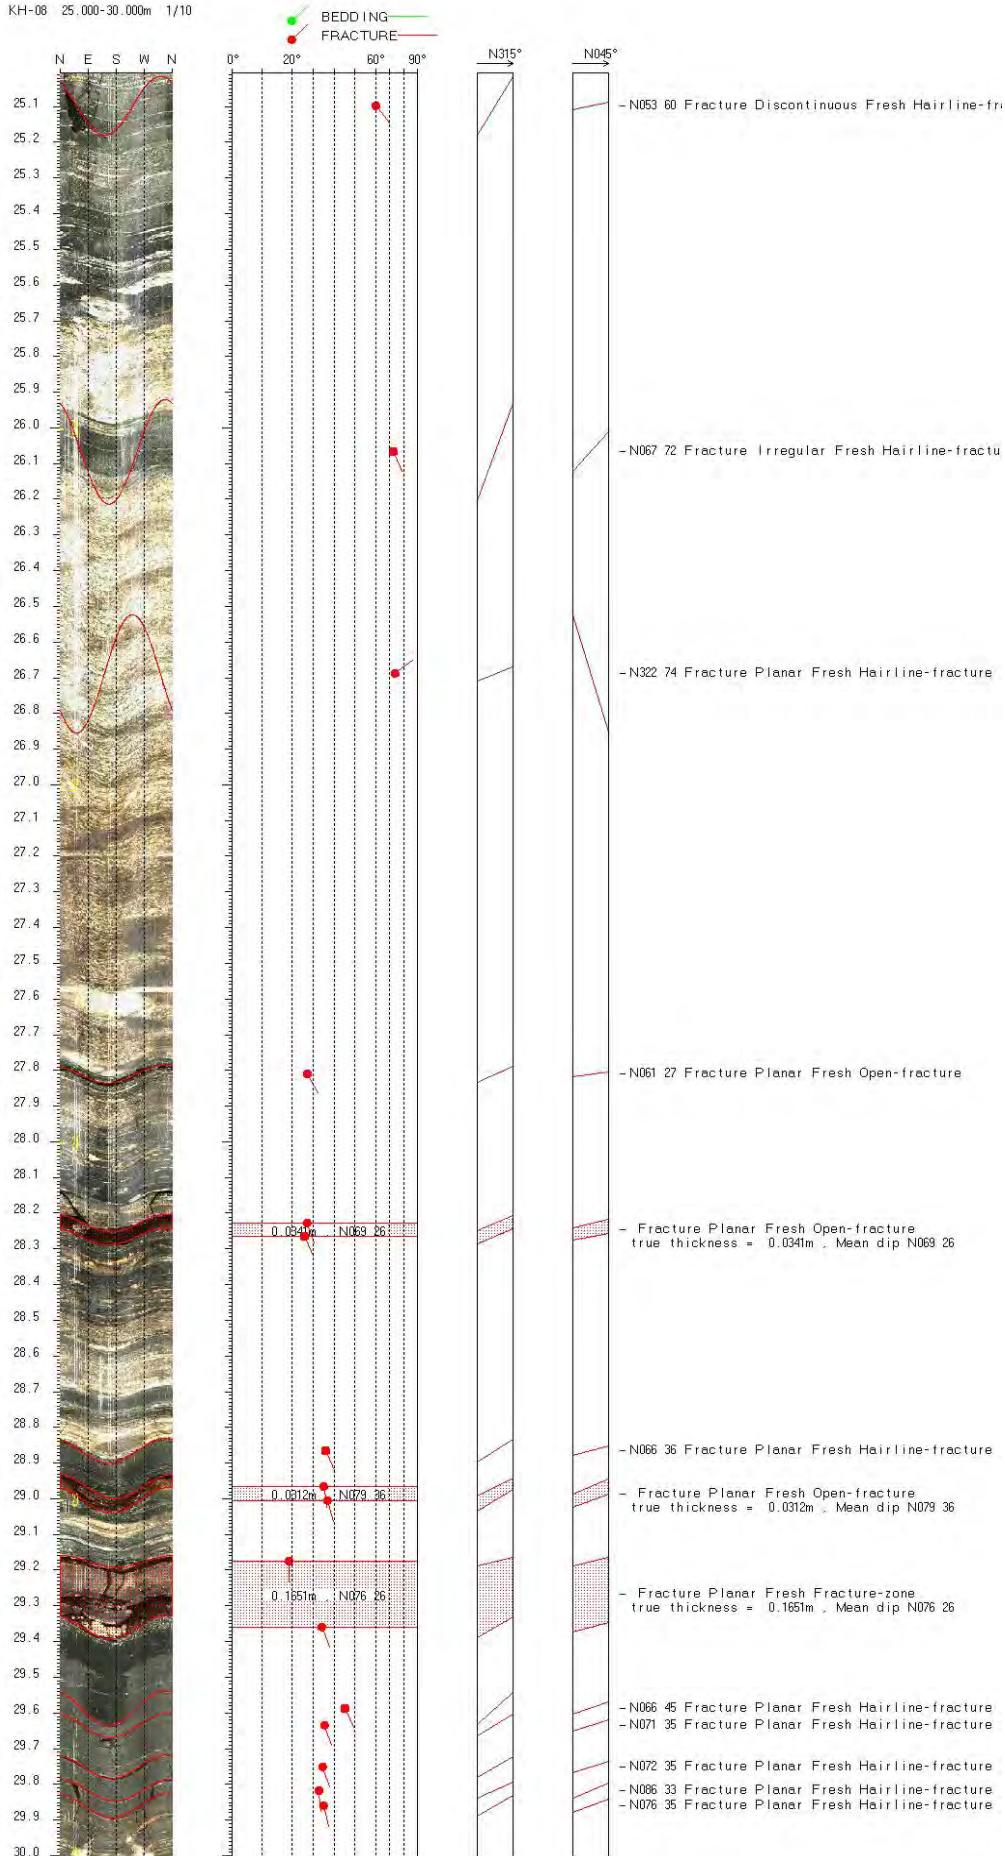 KH-08 25.000-30.000m 1/10
BEDDING
FRACTURE
N E S W N
0° 20° 60° 90°
N315°
N045°
25.1
- N053 60 Fracture Discontinuous Fresh Hairline-fra
25.2
25.3
25.4
25.5
25.6
25.7
25.8
25.9
26.0
- N067 72 Fracture Irregular Fresh Hairline-fractu
26.1
26.2
26.3
26.4
26.5
26.6
- N322 74 Fracture Planar Fresh Hairline-fracture
26.7
26.8
26.9
27.0
27.1
27.2
27.3
27.4
27.5
27.6
27.7
27.8
- N061 27 Fracture Planar Fresh Open-fracture
27.9
28.0
28.1
28.2
0.0341m , N069 26
- Fracture Planar Fresh Open-fracture
true thickness = 0.0341m , Mean dip N069 26
28.3
28.4
28.5
28.6
28.7
28.8
- N066 36 Fracture Planar Fresh Hairline-fracture
28.9
0.0312m , N079 36
- Fracture Planar Fresh Open-fracture
true thickness = 0.0312m , Mean dip N079 36
29.0
29.1
29.2
0.1651m , N076 26
- Fracture Planar Fresh Fracture-zone
true thickness = 0.1651m , Mean dip N076 26
29.3
29.4
29.5
- N066 45 Fracture Planar Fresh Hairline-fracture
29.6
- N071 35 Fracture Planar Fresh Hairline-fracture
29.7
- N072 35 Fracture Planar Fresh Hairline-fracture
29.8
- N086 33 Fracture Planar Fresh Hairline-fracture
- N076 35 Fracture Planar Fresh Hairline-fracture
29.9
30.0